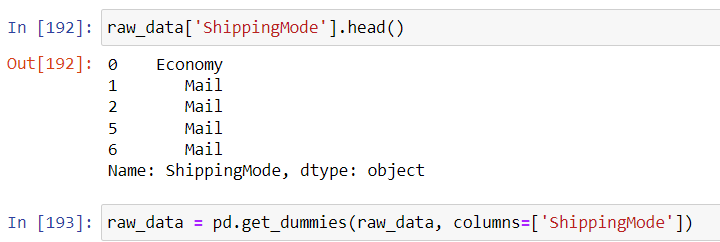 In [192]: raw_data['ShippingMode'].head()
Out[192]: 0    Economy
1       Mail
2       Mail
5       Mail
6       Mail
Name: ShippingMode, dtype: object
In [193]: raw_data = pd.get_dummies(raw_data, columns=['ShippingMode'])